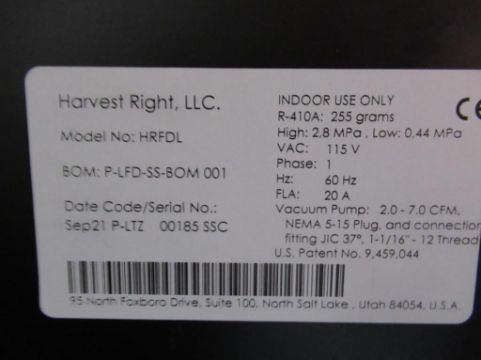 Harvest Right, LLC.
Model No: HRFDL
BOM: P-LFD-SS-BOM 001
Date Code/Serial No.:
Sep21 P-LTZ 00185 SSC
INDOOR USE ONLY
R-410A: 255 grams
High: 2,8 MPa , Low: 0,44 MPa
VAC: 115 V
Phase: 1
Hz: 60 Hz
FLA: 20 A
Vacuum Pump: 2.0 - 7.0 CFM,
NEMA 5-15 Plug, and connection
fitting JIC 37°, 1-1/16" - 12 Thread
U.S. Patent No. 9,459,044
CE
95 North Foxboro Drive, Suite 100, North Salt Lake , Utah 84054, U.S.A.